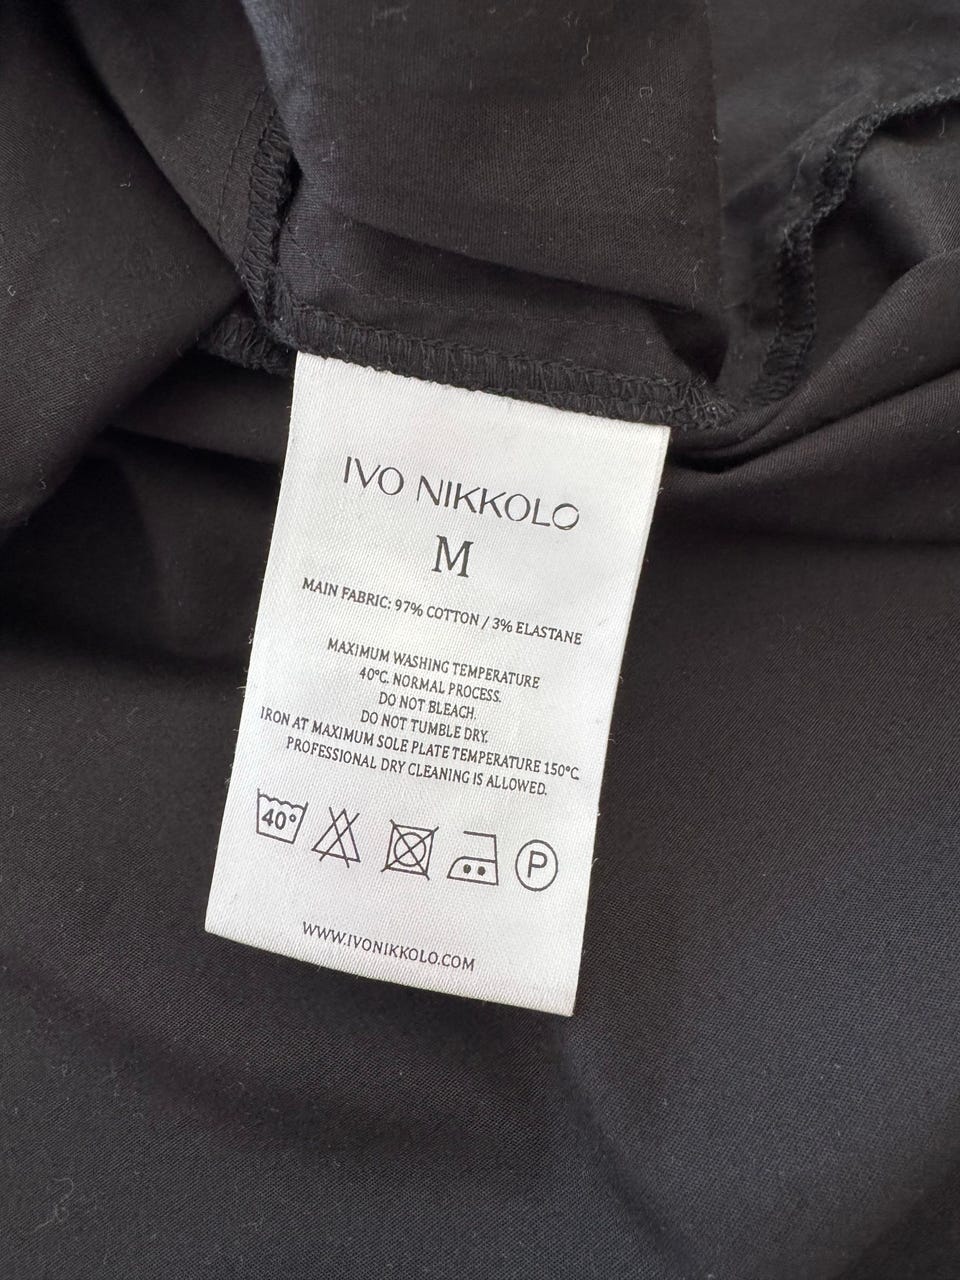 IVO NIKKOLO
M
MAIN FABRIC: 97% COTTON / 3% ELASTANE
MAXIMUM WASHING TEMPERATURE
40°C. NORMAL PROCESS.
DO NOT BLEACH.
DO NOT TUMBLE DRY.
IRON AT MAXIMUM SOLE PLATE TEMPERATURE 150°C
PROFESSIONAL DRY CLEANING IS ALLOWED.
40° P
WWW.IVONIKKOLO.COM